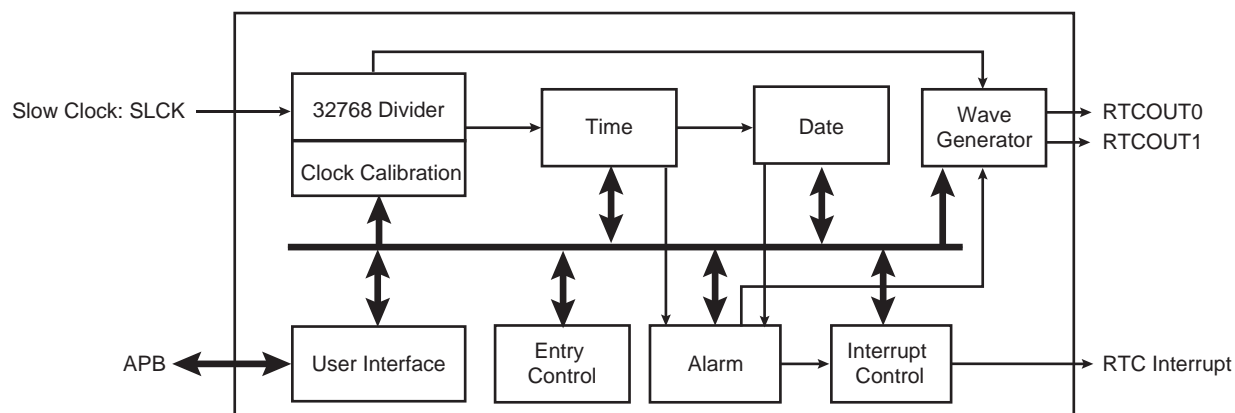 Slow Clock: SLCK
32768 Divider
Clock Calibration
Time
Date
Wave
Generator
RTCOUT0
RTCOUT1
APB
User Interface
Entry
Control
Alarm
Interrupt
Control
RTC Interrupt